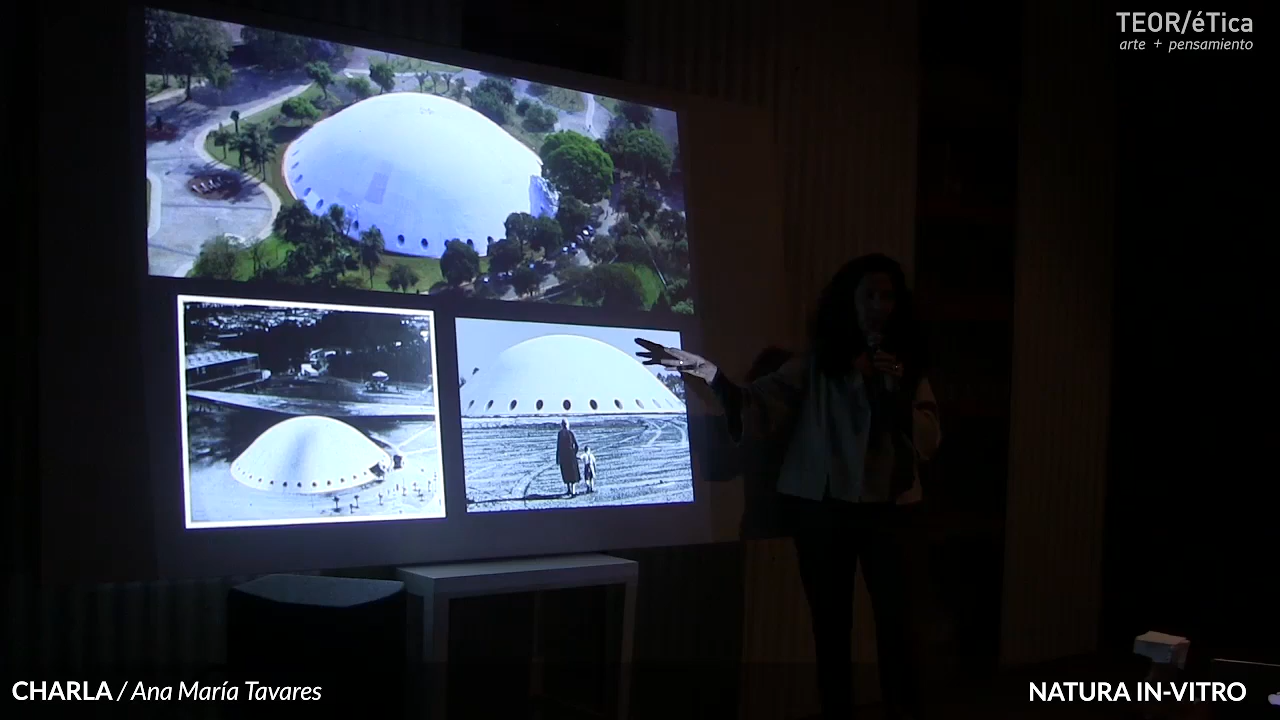 TEOR/éTica
arte + pensamiento
CHARLA / Ana María Tavares
NATURA IN-VITRO